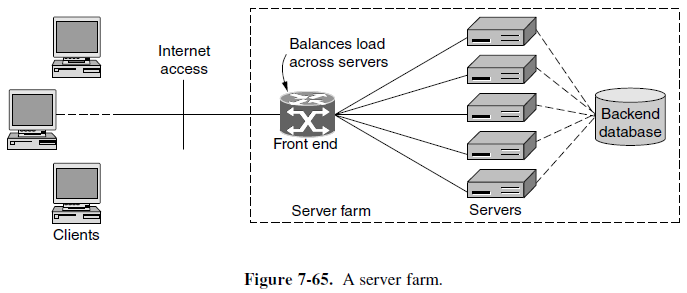 Internet
access
Balances load
across servers
Front end
Backend
database
Server farm
Servers
Clients
Figure 7-65. A server farm.